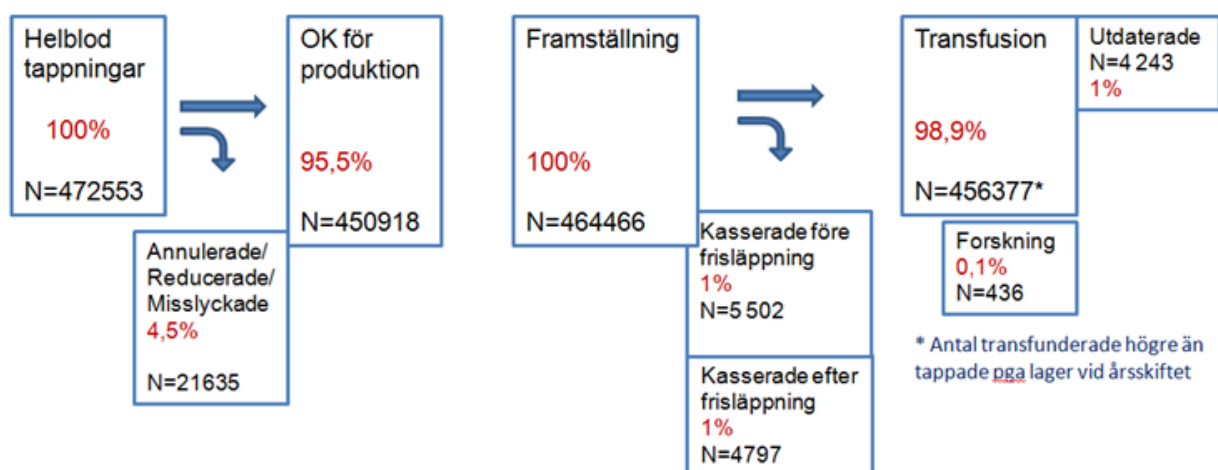 Helblod
tappningar
100%
N=472553
Annulerade/
Reducerade/
Misslyckade
4,5%
N=21635
OK för
produktion
95,5%
N=450918
Framställning
100%
N=464466
Kasserade före
frisläppning
1%
N=5 502
Kasserade efter
frisläppning
1%
N=4797
Transfusion
98,9%
N=456377*
Utdaterade
N=4 243
1%
Forskning
0,1%
N=436
* Antal transfunderade högre än
tappade pga lager vid årsskiftet